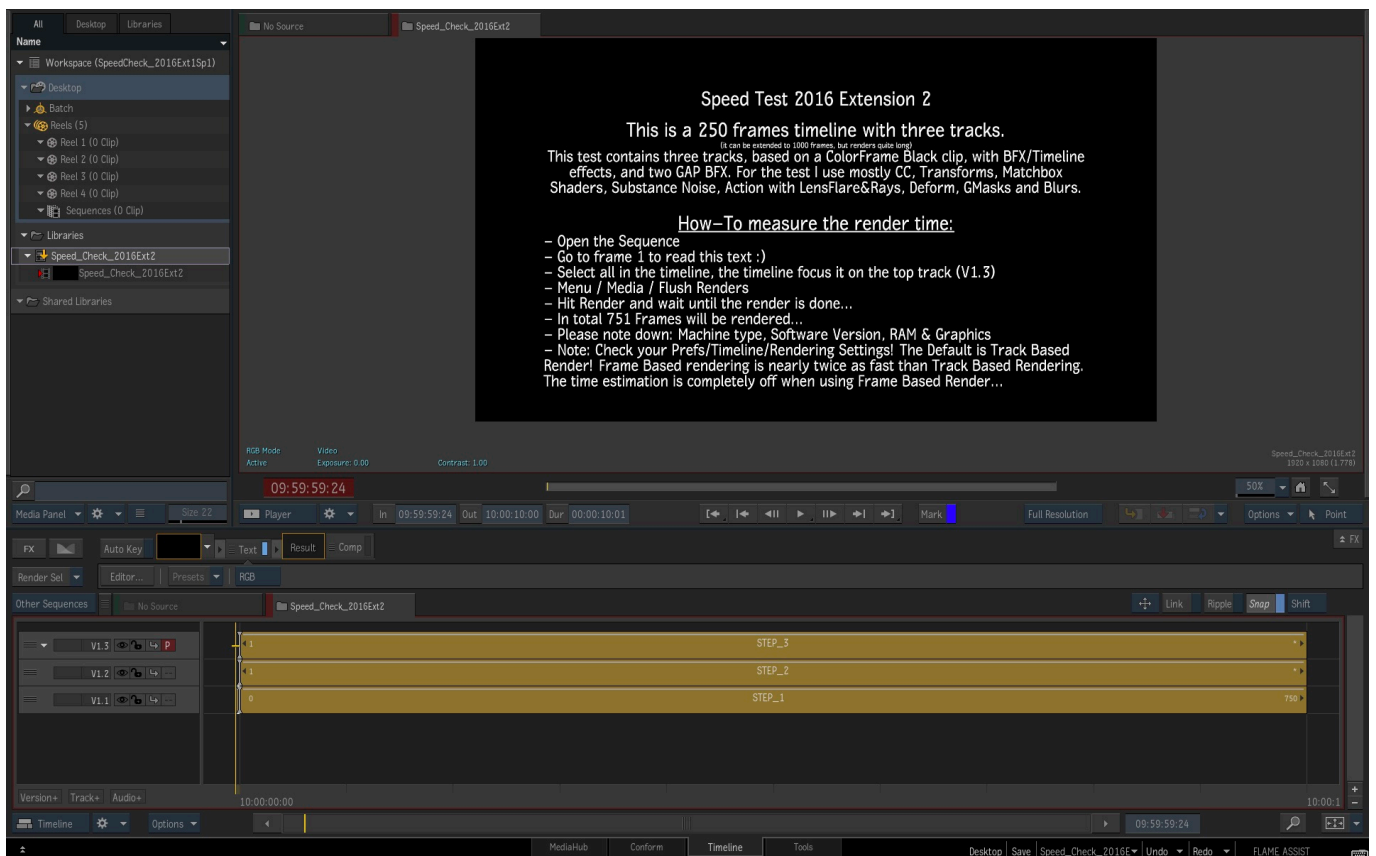 All Desktop Libraries
Name
Workspace (SpeedCheck_2016Ext1Sp1)
Desktop
Batch
Reels (5)
Reel 1 (0 Clip)
Reel 2 (0 Clip)
Reel 3 (0 Clip)
Reel 4 (0 Clip)
Sequences (0 Clip)
Libraries
Speed_Check_2016Ext2
Speed_Check_2016Ext2
Shared Libraries
No Source Speed_Check_2016Ext2
Speed Test 2016 Extension 2
This is a 250 frames timeline with three tracks.
(it can be extended to 1000 frames, but renders quite long)
This test contains three tracks, based on a ColorFrame Black clip, with BFX/Timeline
effects, and two GAP BFX. For the test I use mostly CC, Transforms, Matchbox
Shaders, Substance Noise, Action with LensFlare&Rays, Deform, GMasks and Blurs.
How-To measure the render time:
- Open the Sequence
- Go to frame 1 to read this text :)
- Select all in the timeline, the timeline focus it on the top track (V1.3)
- Menu / Media / Flush Renders
- Hit Render and wait until the render is done...
- In total 751 Frames will be rendered...
- Please note down: Machine type, Software Version, RAM & Graphics
- Note: Check your Prefs/Timeline/Rendering Settings! The Default is Track Based
Render! Frame Based rendering is nearly twice as fast than Track Based Rendering.
The time estimation is completely off when using Frame Based Render...
RGB Mode Video
Active Exposure: 0.00 Contrast: 1.00
Speed_Check_2016Ext2
1920 x 1080 (1.778)
09:59:59:24 50%
Media Panel Size 22 Player In 09:59:59:24 Out 10:00:10:00 Dur 00:00:10:01 Mark Full Resolution Options Point
FX Auto Key Text Result Comp FX
Render Sel Editor... Presets RGB
Other Sequences No Source Speed_Check_2016Ext2 Link Ripple Snap Shift
V1.3 P 1 STEP_3
V1.2 1 STEP_2
V1.1 0 STEP_1 750
Version+ Track+ Audio+ 10:00:00:00 10:00:1
Timeline Options 09:59:59:24
MediaHub Conform Timeline Tools Desktop Save Speed_Check_2016E Undo Redo FLAME ASSIST